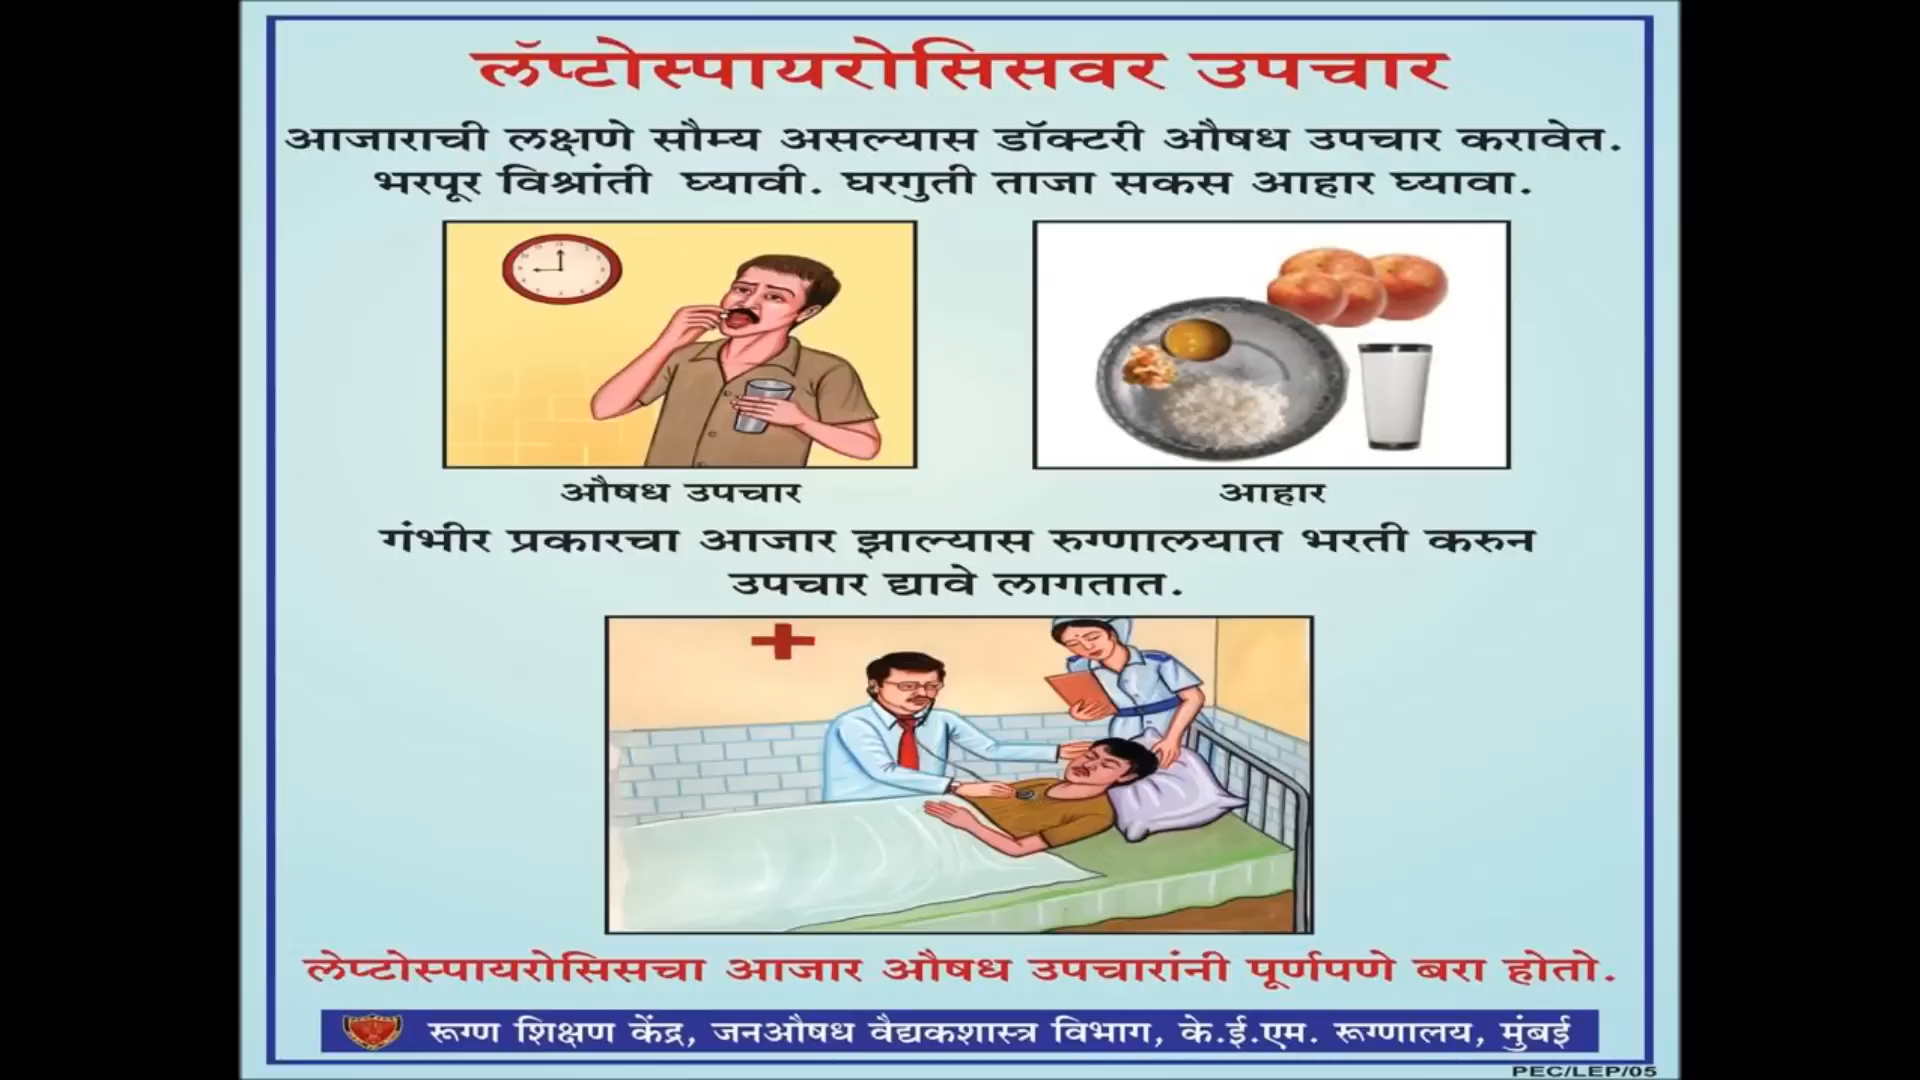 लॅप्टोस्पायरोसिसवर उपचार
आजाराची लक्षणे सौम्य असल्यास डॉक्टरी औषध उपचार करावेत.
भरपूर विश्रांती घ्यावी. घरगुती ताजा सकस आहार घ्यावा.
औषध उपचार
आहार
गंभीर प्रकारचा आजार झाल्यास रुग्णालयात भरती करुन
उपचार द्यावे लागतात.
लेप्टोस्पायरोसिसचा आजार औषध उपचारांनी पूर्णपणे बरा होतो.
रूग्ण शिक्षण केंद्र, जनऔषध वैद्यकशास्त्र विभाग, के.ई.एम. रूग्णालय, मुंबई
PEC/LEP/05